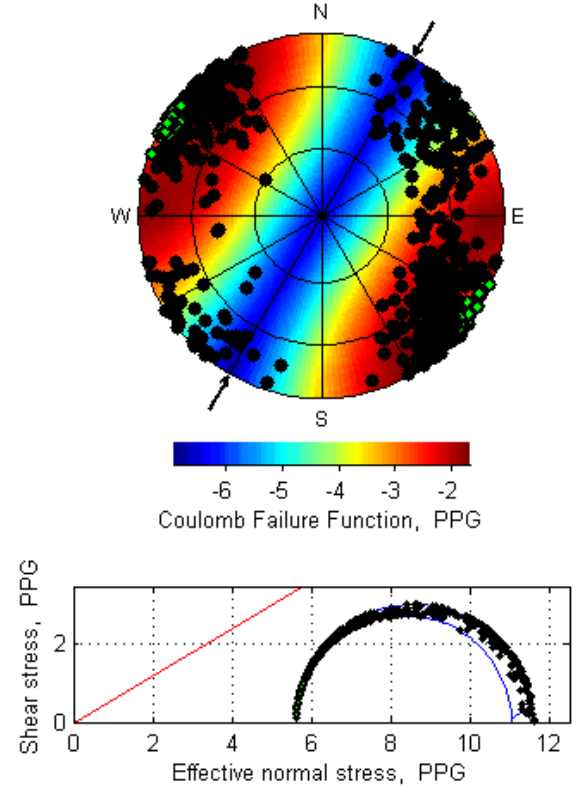 N
W E
S
-6 -5 -4 -3 -2
Coulomb Failure Function, PPG
Shear stress, PPG
2
0
0 2 4 6 8 10 12
Effective normal stress, PPG